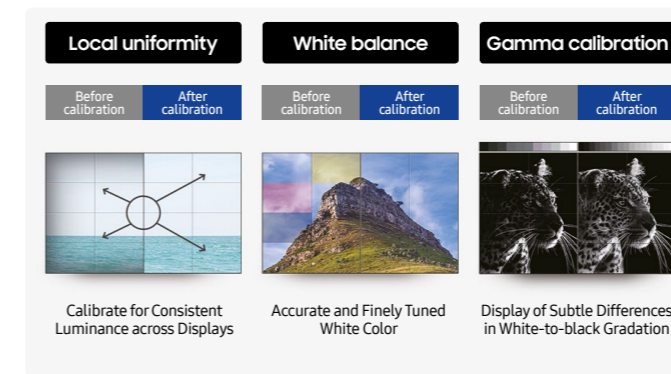 Local uniformity
Before
calibration
After
calibration
Calibrate for Consistent
Luminance across Displays
White balance
Before
calibration
After
calibration
Accurate and Finely Tuned
White Color
Gamma calibration
Before
calibration
After
calibration
Display of Subtle Differences
in White-to-black Gradation